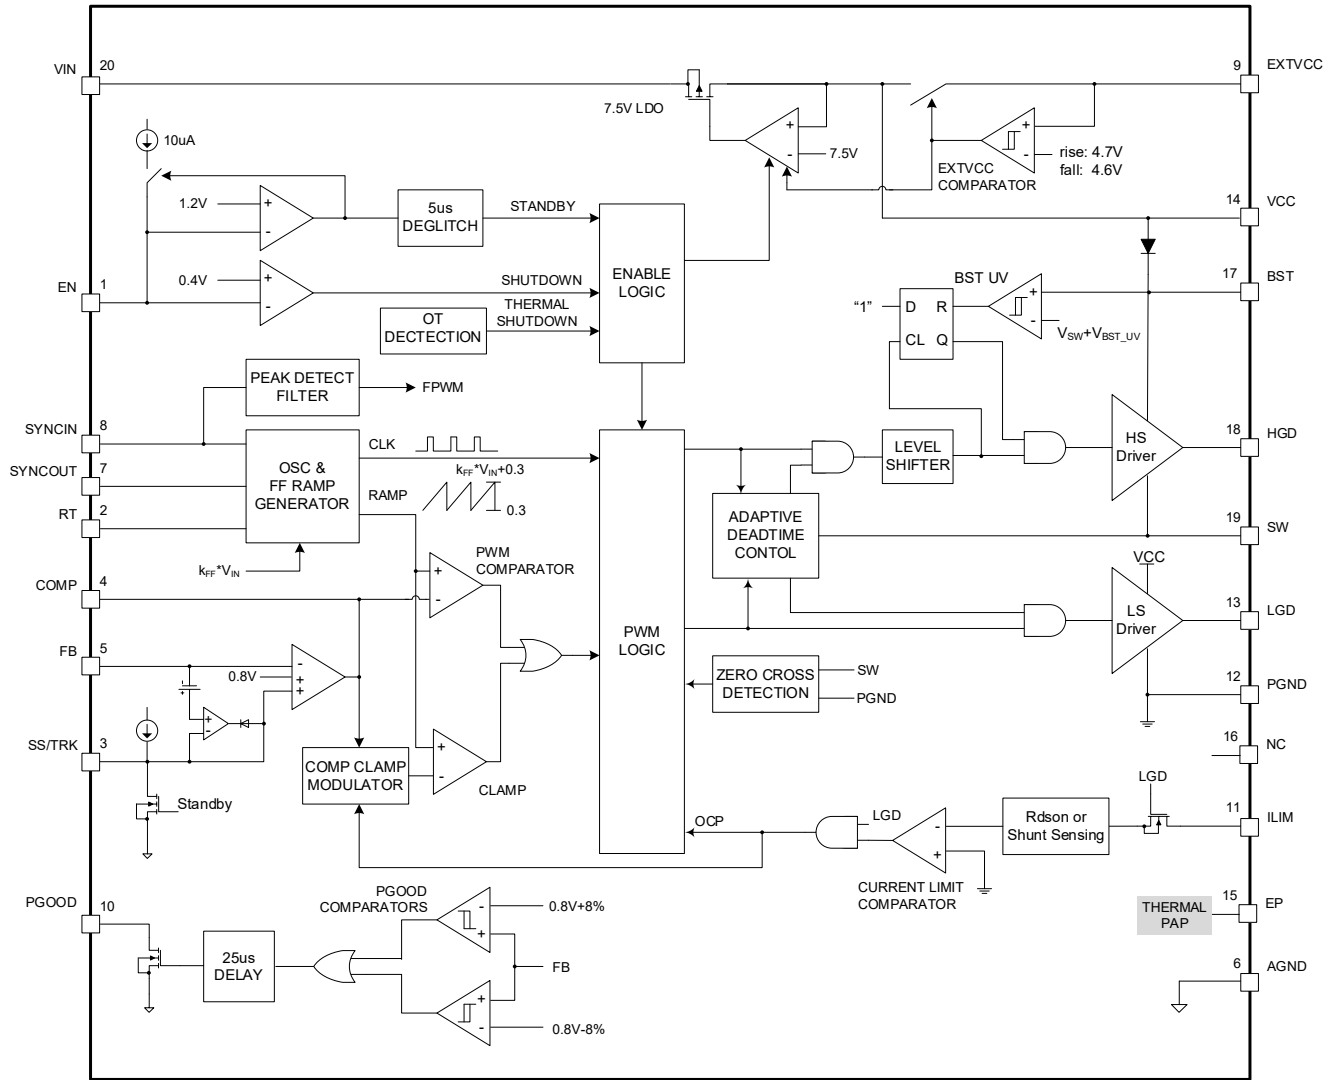 VIN
20
7.5V LDO
+
-
7.5V
+
-
rise: 4.7V
fall: 4.6V
EXTVCC
COMPARATOR
9
EXTVCC
10uA
1.2V
+
-
5us
DEGLITCH
STANDBY
14
VCC
EN
1
0.4V
+
-
SHUTDOWN
THERMAL
SHUTDOWN
OT
DECTECTION
ENABLE
LOGIC
17
BST
BST UV
+
-
VSW+VBST_UV
“1”
D
R
CL
Q
PEAK DETECT
FILTER
FPWM
SYNCIN
8
SYNCOUT
7
RT
2
OSC &
FF RAMP
GENERATOR
CLK
kFF*VIN+0.3
RAMP
0.3
kFF*VIN
LEVEL
SHIFTER
HS
Driver
18
HGD
ADAPTIVE
DEADTIME
CONTOL
19
SW
COMP
4
PWM
COMPARATOR
+
-
VCC
LS
Driver
13
LGD
FB
5
0.8V
-
+
+
+
-
PWM
LOGIC
ZERO CROSS
DETECTION
SW
PGND
12
PGND
SS/TRK
3
COMP CLAMP
MODULATOR
+
-
CLAMP
16
NC
Standby
OCP
LGD
-
+
CURRENT LIMIT
COMPARATOR
Rdson or
Shunt Sensing
LGD
11
ILIM
PGOOD
10
25us
DELAY
PGOOD
COMPARATORS
-
+
0.8V+8%
FB
+
-
0.8V-8%
THERMAL
PAP
15
EP
6
AGND